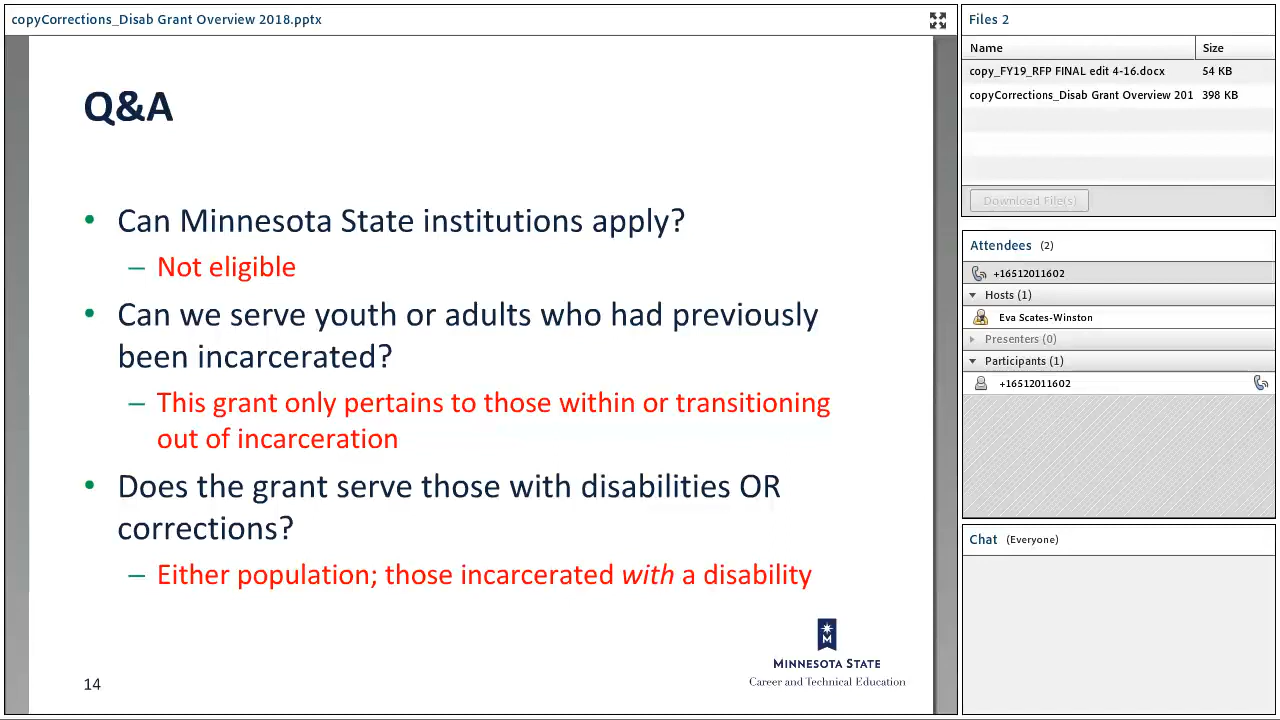 copyCorrections_Disab Grant Overview 2018.pptx
Q&A
• Can Minnesota State institutions apply?
– Not eligible
• Can we serve youth or adults who had previously
been incarcerated?
– This grant only pertains to those within or transitioning
out of incarceration
• Does the grant serve those with disabilities OR
corrections?
– Either population; those incarcerated with a disability
M
MINNESOTA STATE
Career and Technical Education
14
Files 2
Name Size
copy_FY19_RFP FINAL edit 4-16.docx 54 KB
copyCorrections_Disab Grant Overview 201 398 KB
Download File(s)
Attendees (2)
+16512011602
Hosts (1)
Eva Scates-Winston
Presenters (0)
Participants (1)
+16512011602
Chat (Everyone)